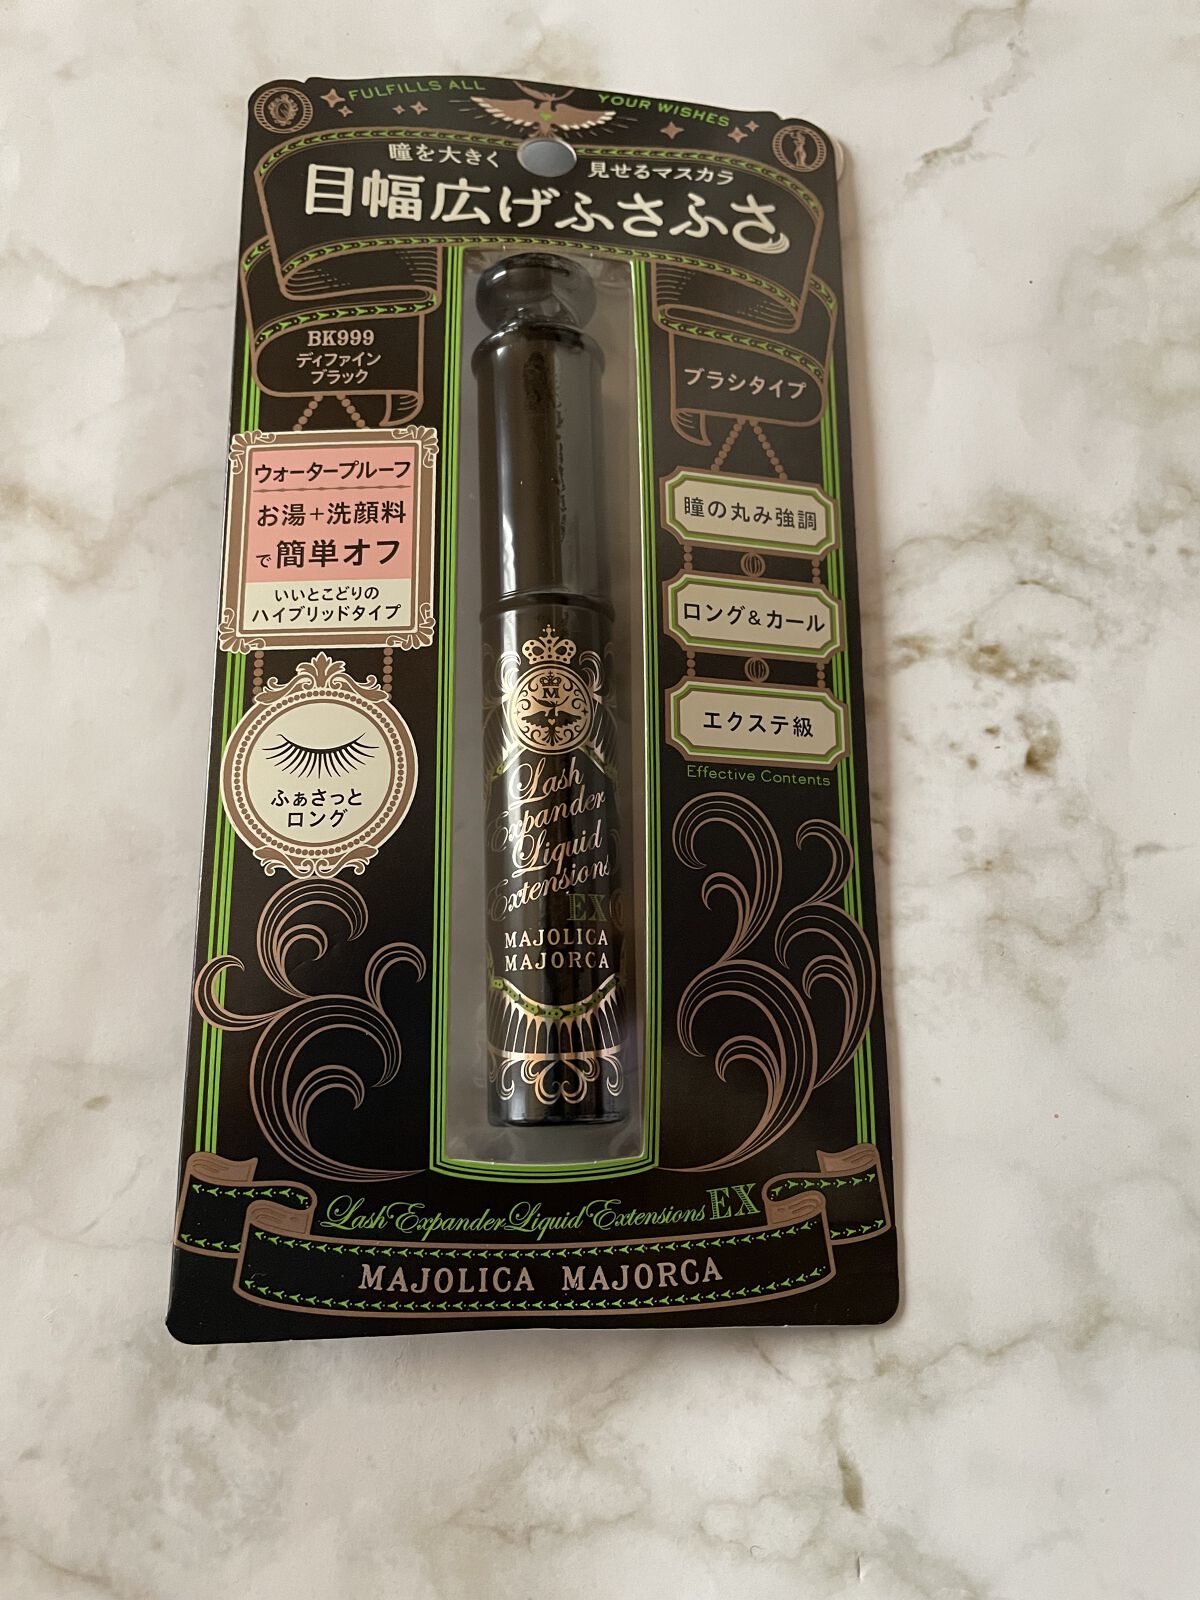 FULFILLS ALL YOUR WISHES
瞳を大きく見せるマスカラ
目幅広げふさふさ
BK999
ディファイン
ブラック
ブラシタイプ
ウォータープルーフ
お湯+洗顔料
で簡単オフ
いいとこどりの
ハイブリッドタイプ
ふぁさっと
ロング
瞳の丸み強調
ロング&カール
エクステ級
Effective Contents
M
Lash
Expander
Liquid
Extensions
EX
MAJOLICA
MAJORCA
Lash Expander Liquid Extensions EX
MAJOLICA MAJORCA